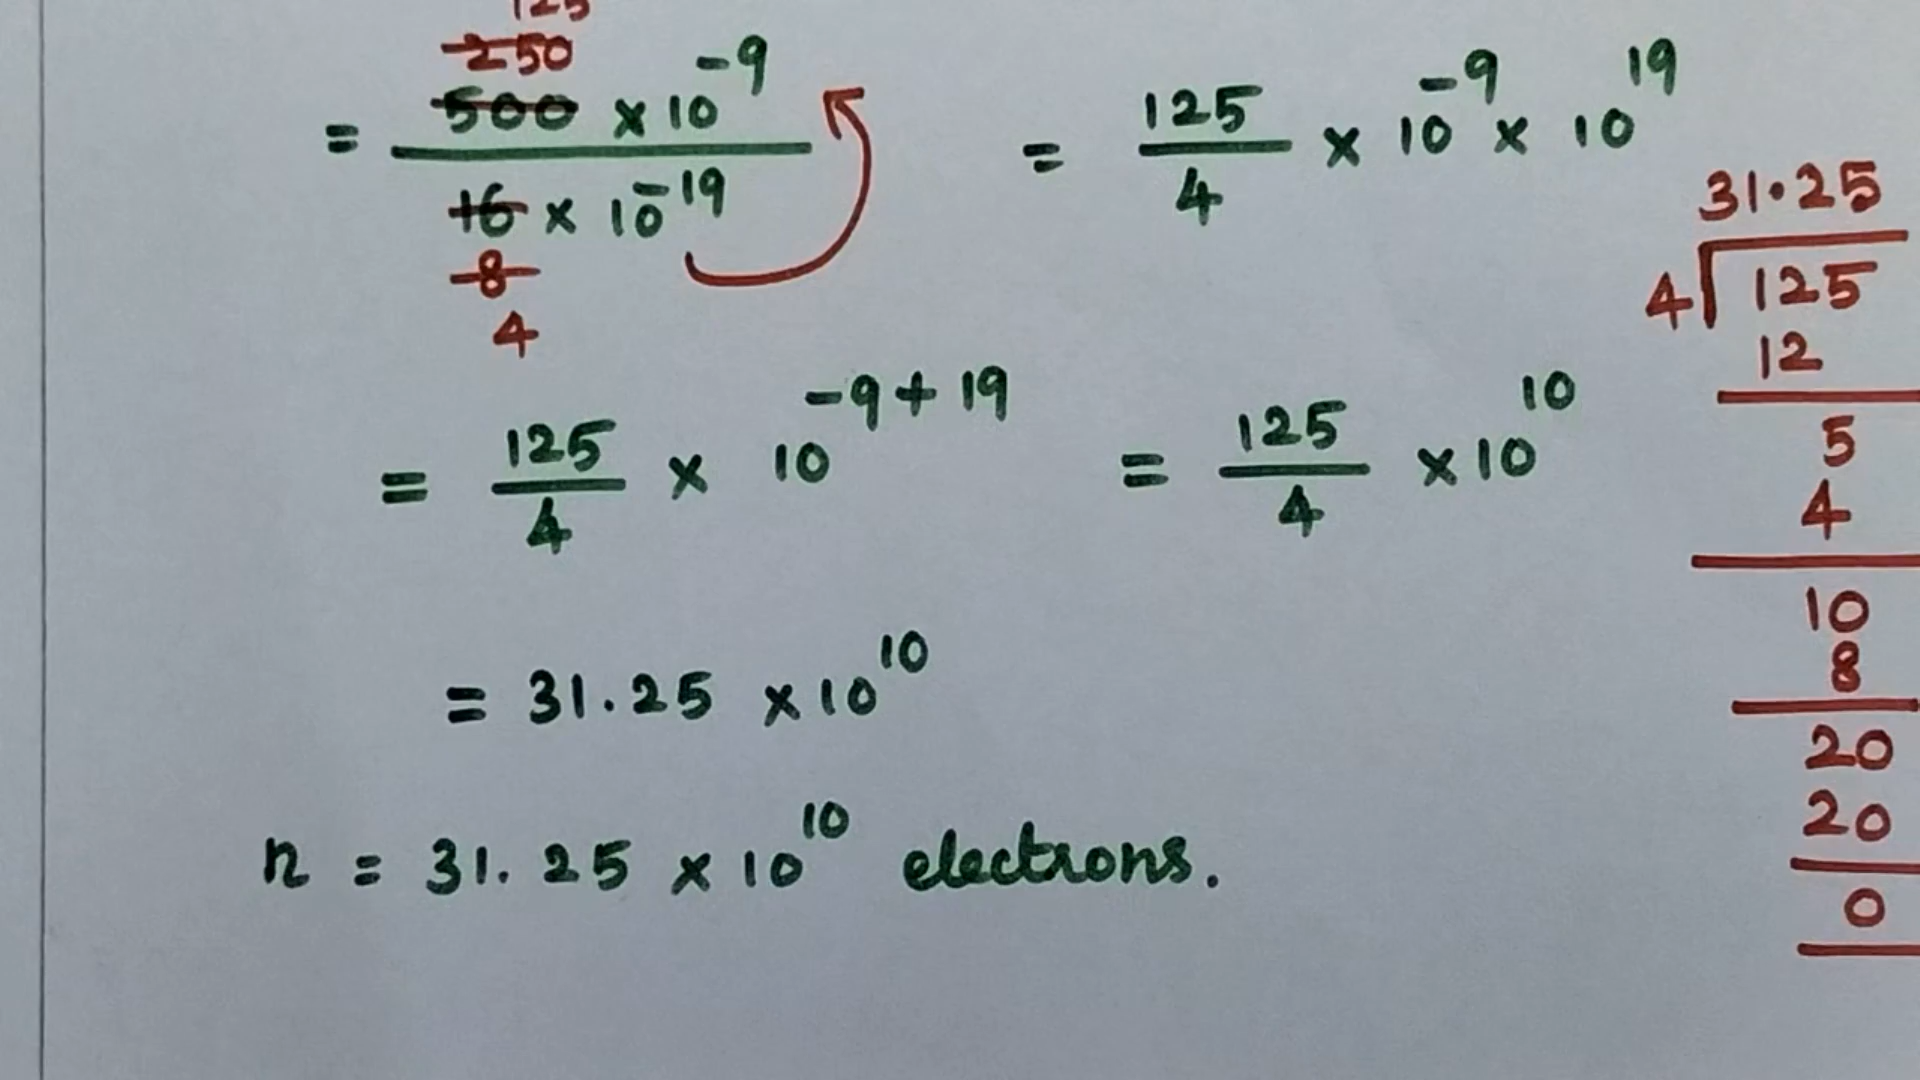 125
250
= 500 × 10^-9 / 16 × 10^-19
8
4
= 125/4 × 10^-9 × 10^19
= 125/4 × 10^-9+19
= 125/4 × 10^10
= 31.25 × 10^10
n = 31.25 × 10^10 electrons.
31.25
4 125
12
5
4
10
8
20
20
0